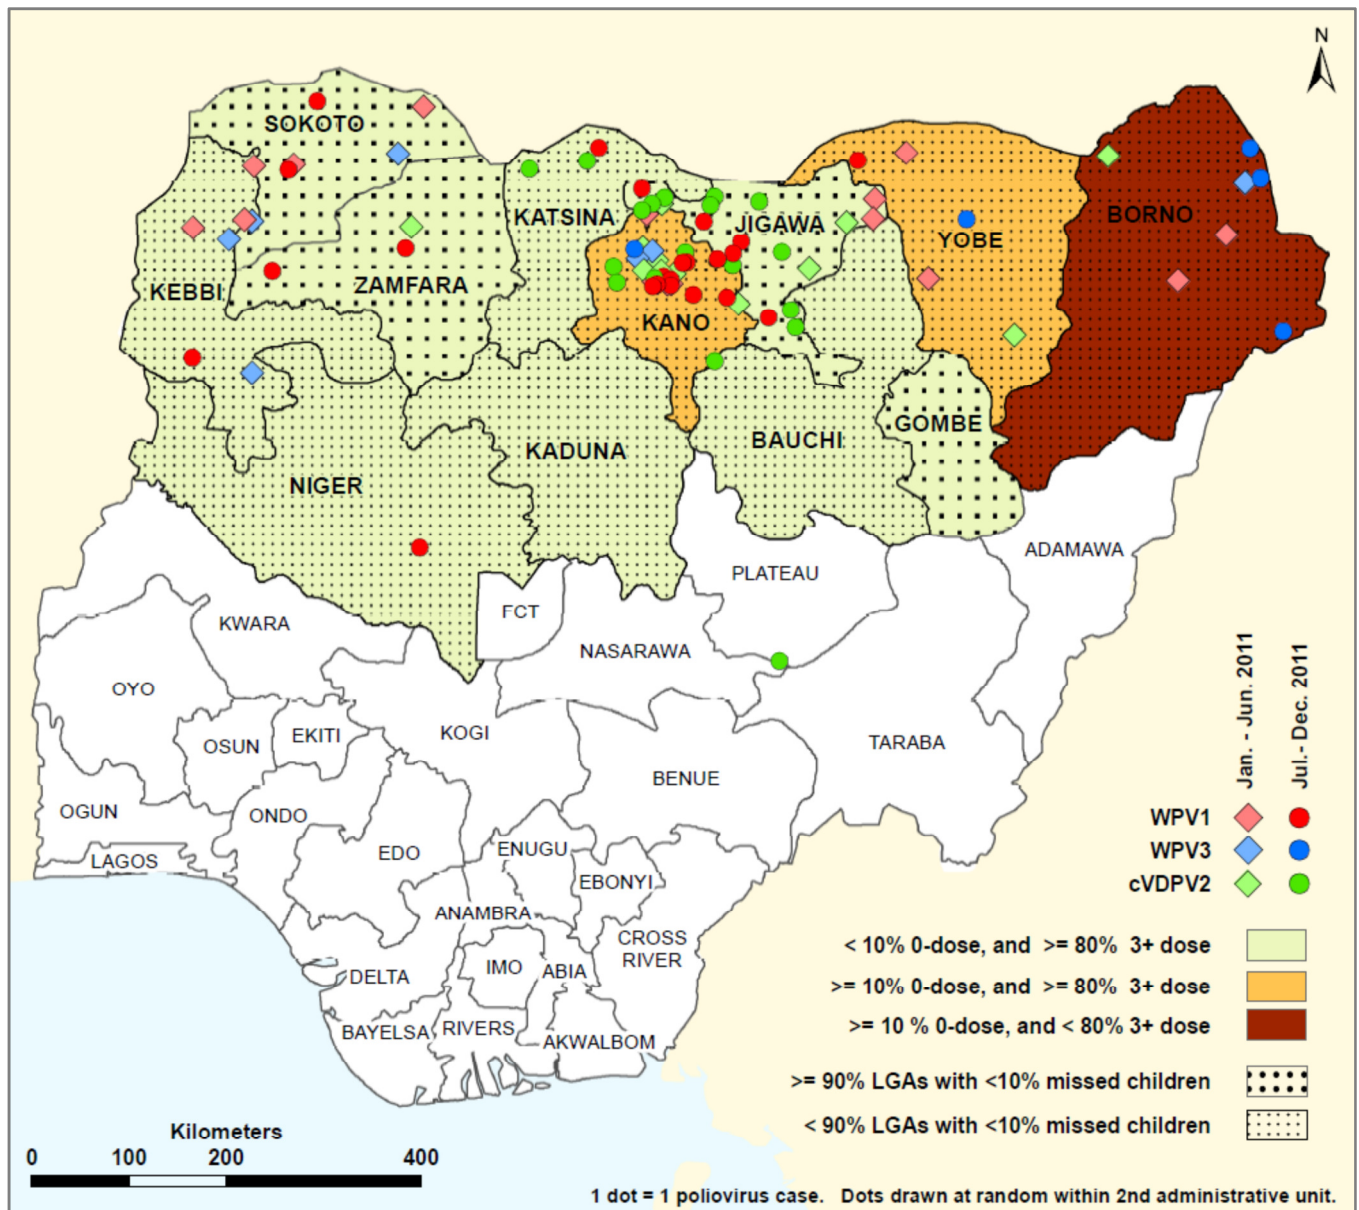 N
SOKOTO
KATSINA
JIGAWA
BORNO
YOBE
KEBBI
ZAMFARA
KANO
GOMBE
BAUCHI
KADUNA
NIGER
ADAMAWA
PLATEAU
FCT
KWARA
NASARAWA
OYO
KOGI
OSUN
EKITI
TARABA
BENUE
OGUN
ONDO
EDO
ENUGU
LAGOS
EBONYI
ANAMBRA
CROSS
RIVER
IMO
ABIA
DELTA
BAYELSA
RIVERS
AKWALBOM
Jan. - Jun. 2011
Jul.- Dec. 2011
WPV1
WPV3
cVDPV2
< 10% 0-dose, and >= 80% 3+ dose
>= 10% 0-dose, and >= 80% 3+ dose
>= 10 % 0-dose, and < 80% 3+ dose
>= 90% LGAs with <10% missed children
< 90% LGAs with <10% missed children
Kilometers
0 100 200 400
1 dot = 1 poliovirus case. Dots drawn at random within 2nd administrative unit.